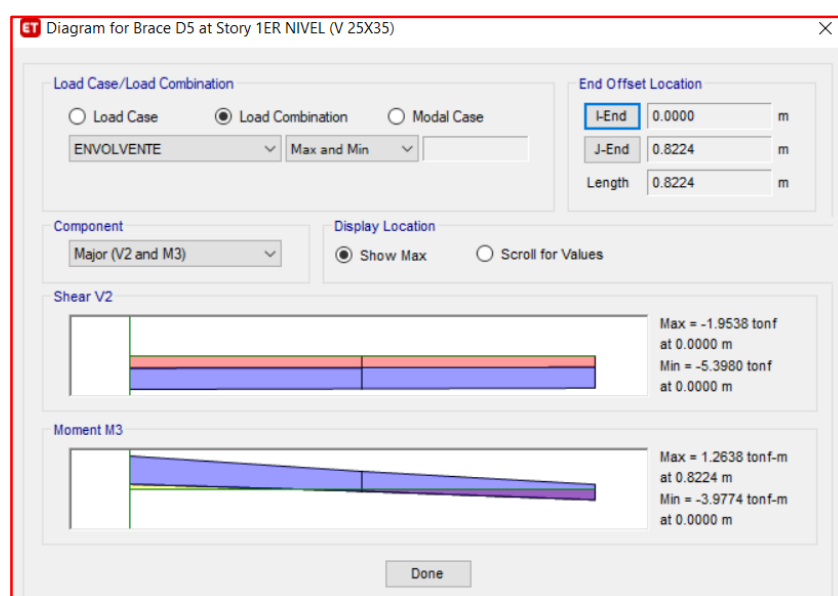 ET Diagram for Brace D5 at Story 1ER NIVEL (V 25X35)
Load Case/Load Combination
Load Case Load Combination Modal Case
ENVOLVENTE Max and Min
End Offset Location
I-End 0.0000 m
J-End 0.8224 m
Length 0.8224 m
Component
Major (V2 and M3)
Display Location
Show Max Scroll for Values
Shear V2
Max = -1.9538 tonf
at 0.0000 m
Min = -5.3980 tonf
at 0.0000 m
Moment M3
Max = 1.2638 tonf-m
at 0.8224 m
Min = -3.9774 tonf-m
at 0.0000 m
Done